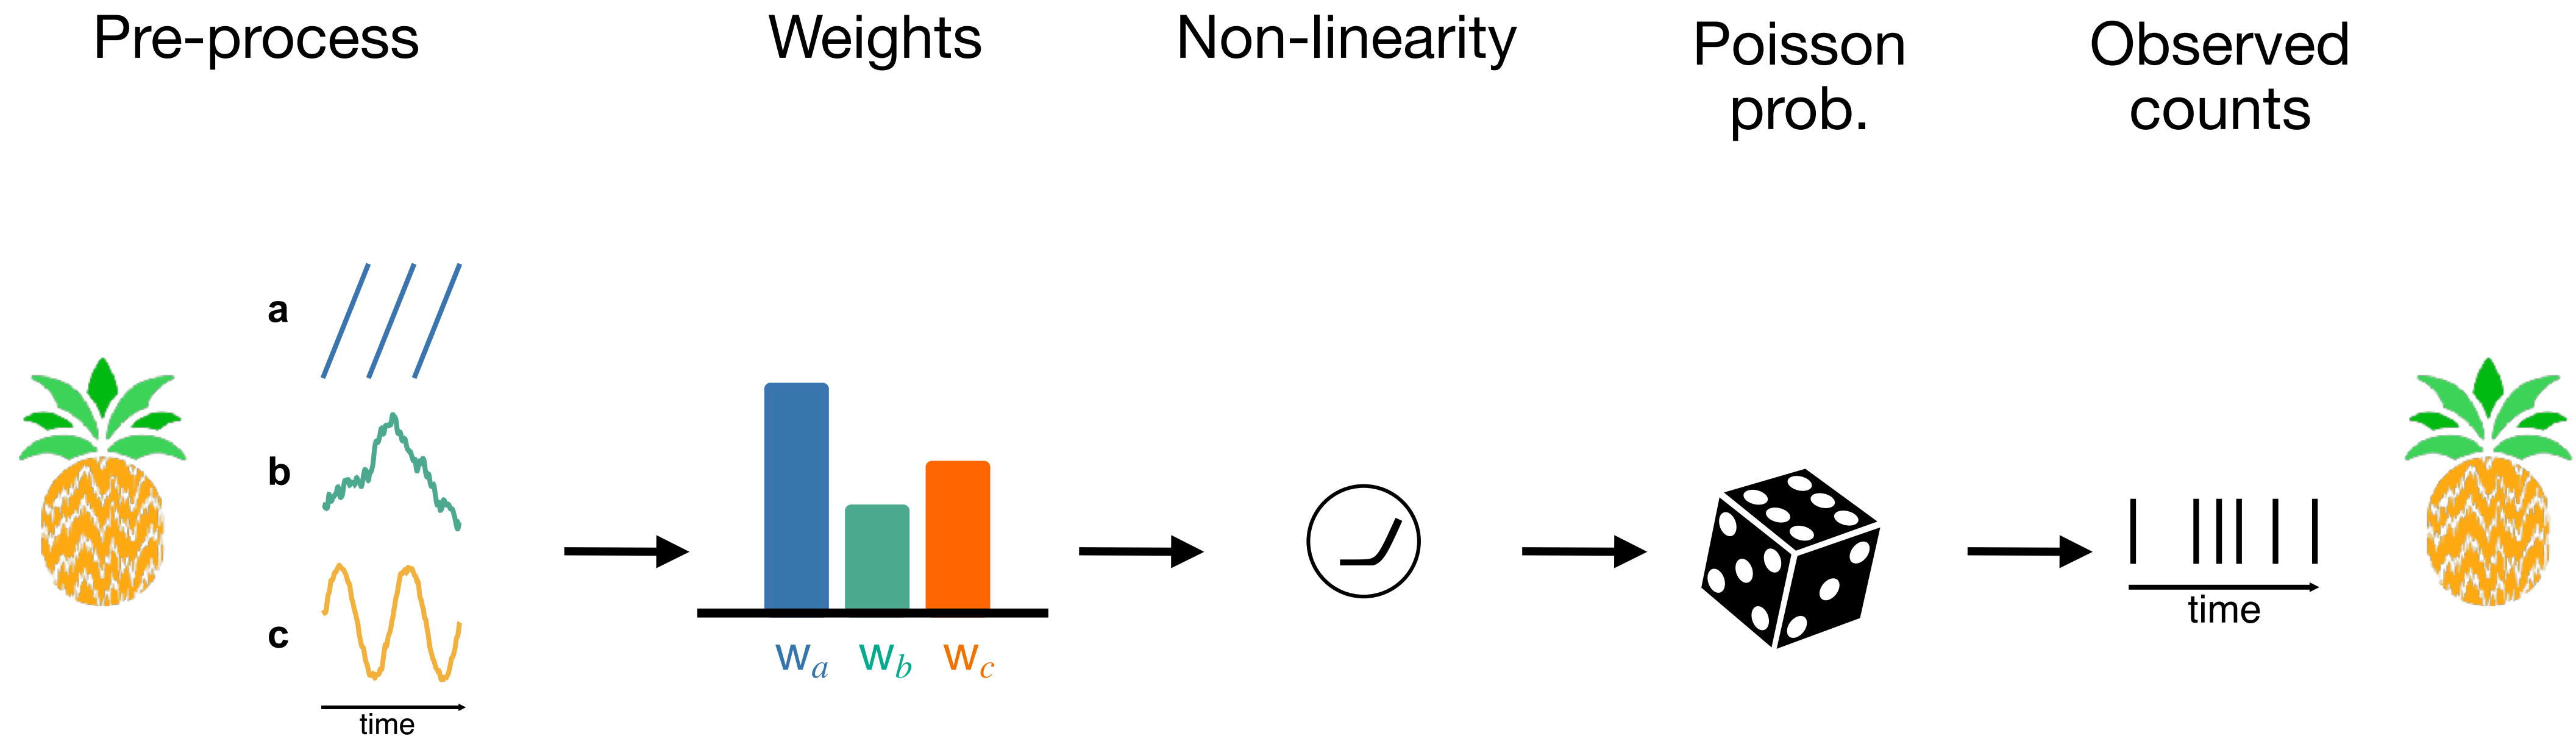 Pre-process
Weights
Non-linearity
Poisson
prob.
Observed
counts
a
b
c
time
wa
wb
wc
time